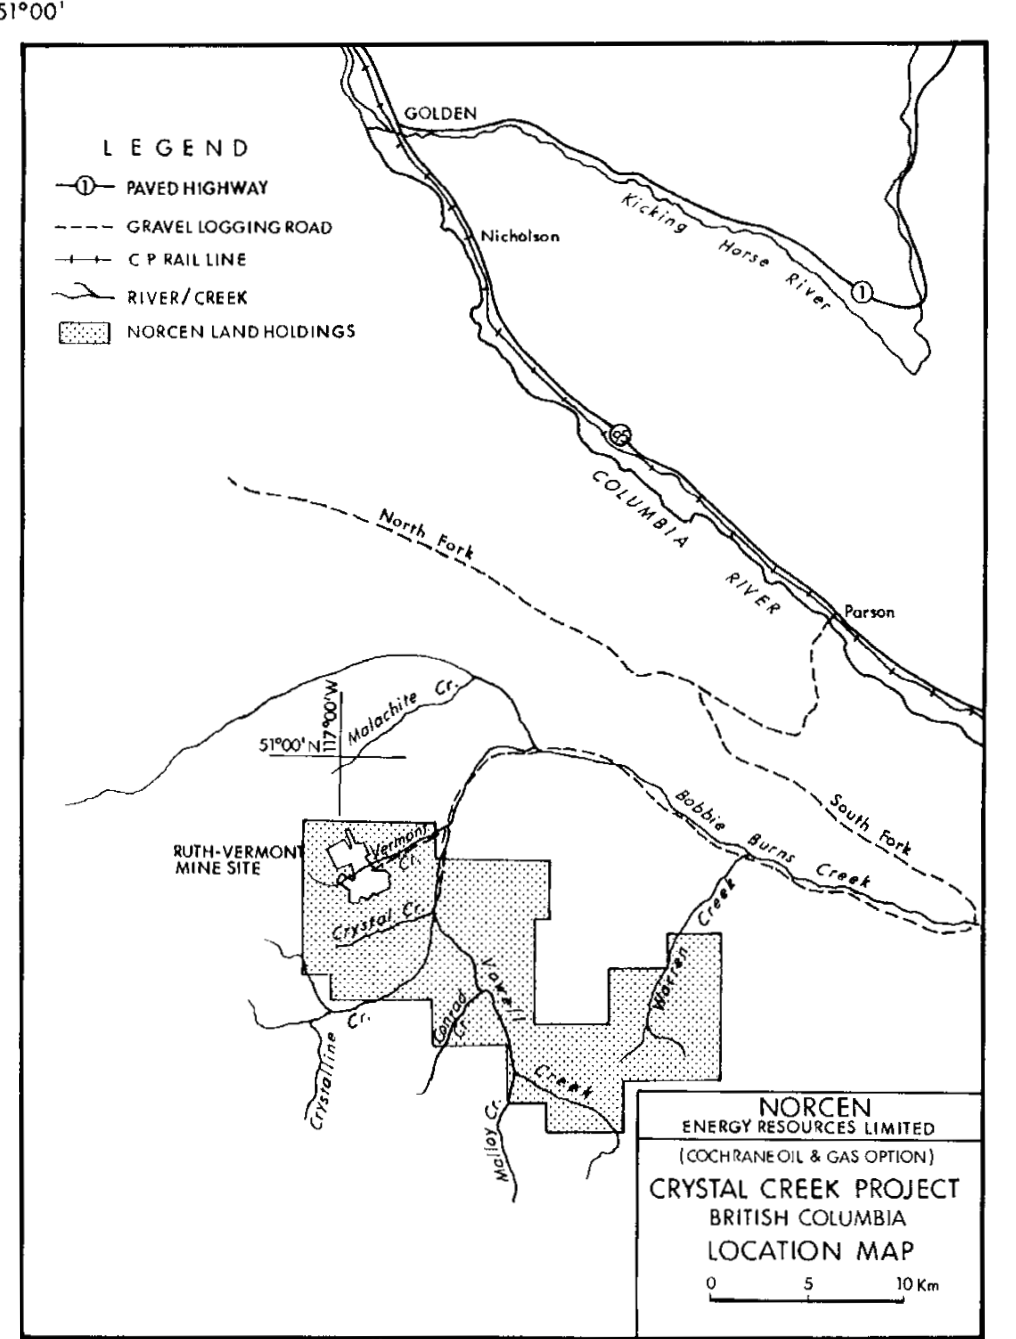 51°00'
GOLDEN
LEGEND
1 PAVED HIGHWAY
GRAVEL LOGGING ROAD
C P RAIL LINE
RIVER/CREEK
NORCEN LAND HOLDINGS
Nicholson
Kicking Horse River
1
COLUMBIA RIVER
North Fork
Parson
Malachite Cr.
117°00'W
51°00'N
South Fork
Bobbie Burns Creek
RUTH-VERMONT
MINE SITE
Vermont
Cr.
Crystal Cr.
Vowell
Creek
Warren Creek
Conrad
Cr.
Crystalline Cr.
Malloy Cr.
NORCEN
ENERGY RESOURCES LIMITED
(COCHRANE OIL & GAS OPTION)
CRYSTAL CREEK PROJECT
BRITISH COLUMBIA
LOCATION MAP
0 5 10 Km